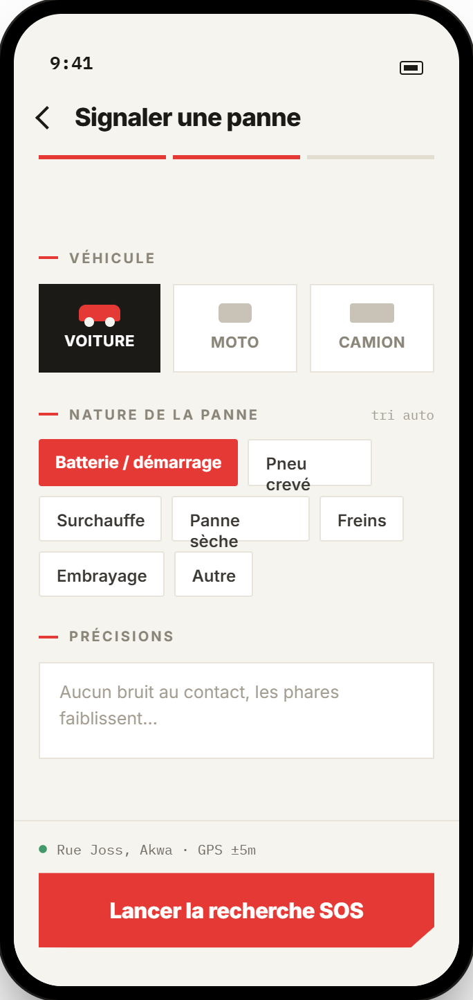 9:41
Signaler une panne
VÉHICULE
VOITURE
MOTO
CAMION
NATURE DE LA PANNE
tri auto
Batterie / démarrage
Pneu
crevé
Surchauffe
Panne
sèche
Freins
Embrayage
Autre
PRÉCISIONS
Aucun bruit au contact, les phares
faiblissent...
Rue Joss, Akwa · GPS ±5m
Lancer la recherche SOS